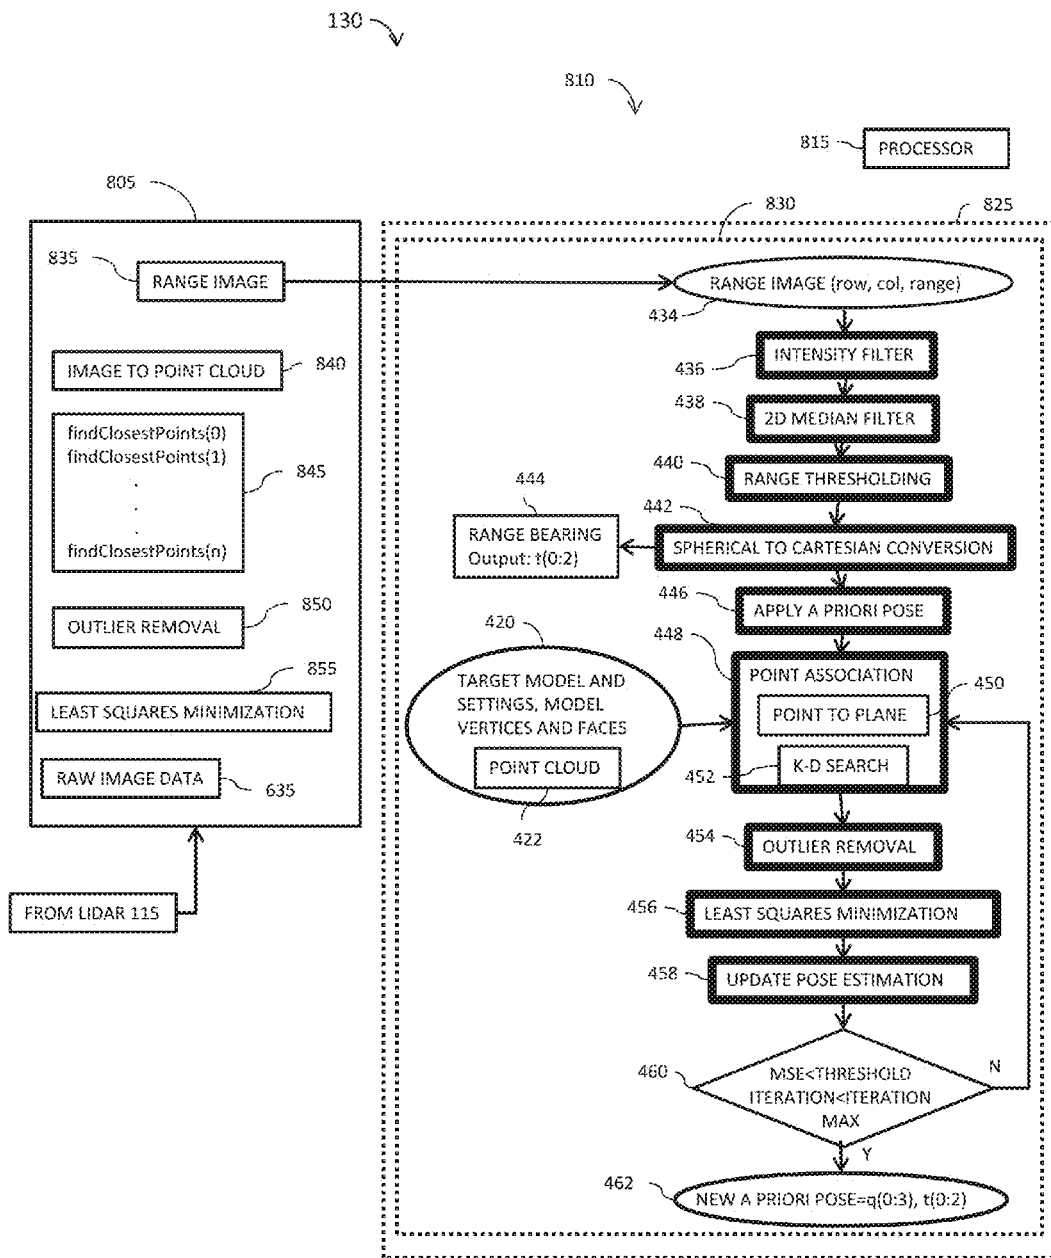 130
810
815
PROCESSOR
805
830
825
835
RANGE IMAGE
RANGE IMAGE (row, col, range)
434
INTENSITY FILTER
436
IMAGE TO POINT CLOUD
840
438
2D MEDIAN FILTER
findClosestPoints(0)
findClosestPoints(1)
.
.
.
findClosestPoints(n)
845
440
RANGE THRESHOLDING
444
442
RANGE BEARING
Output: t(0:2)
SPHERICAL TO CARTESIAN CONVERSION
850
OUTLIER REMOVAL
446
APPLY A PRIORI POSE
420
448
855
LEAST SQUARES MINIMIZATION
TARGET MODEL AND
SETTINGS, MODEL
VERTICES AND FACES
POINT CLOUD
422
POINT ASSOCIATION
450
POINT TO PLANE
452
K-D SEARCH
RAW IMAGE DATA
635
454
OUTLIER REMOVAL
FROM LIDAR 115
456
LEAST SQUARES MINIMIZATION
458
UPDATE POSE ESTIMATION
460
MSE<THRESHOLD
ITERATION<ITERATION
MAX
N
Y
462
NEW A PRIORI POSE=q(0:3), t(0:2)